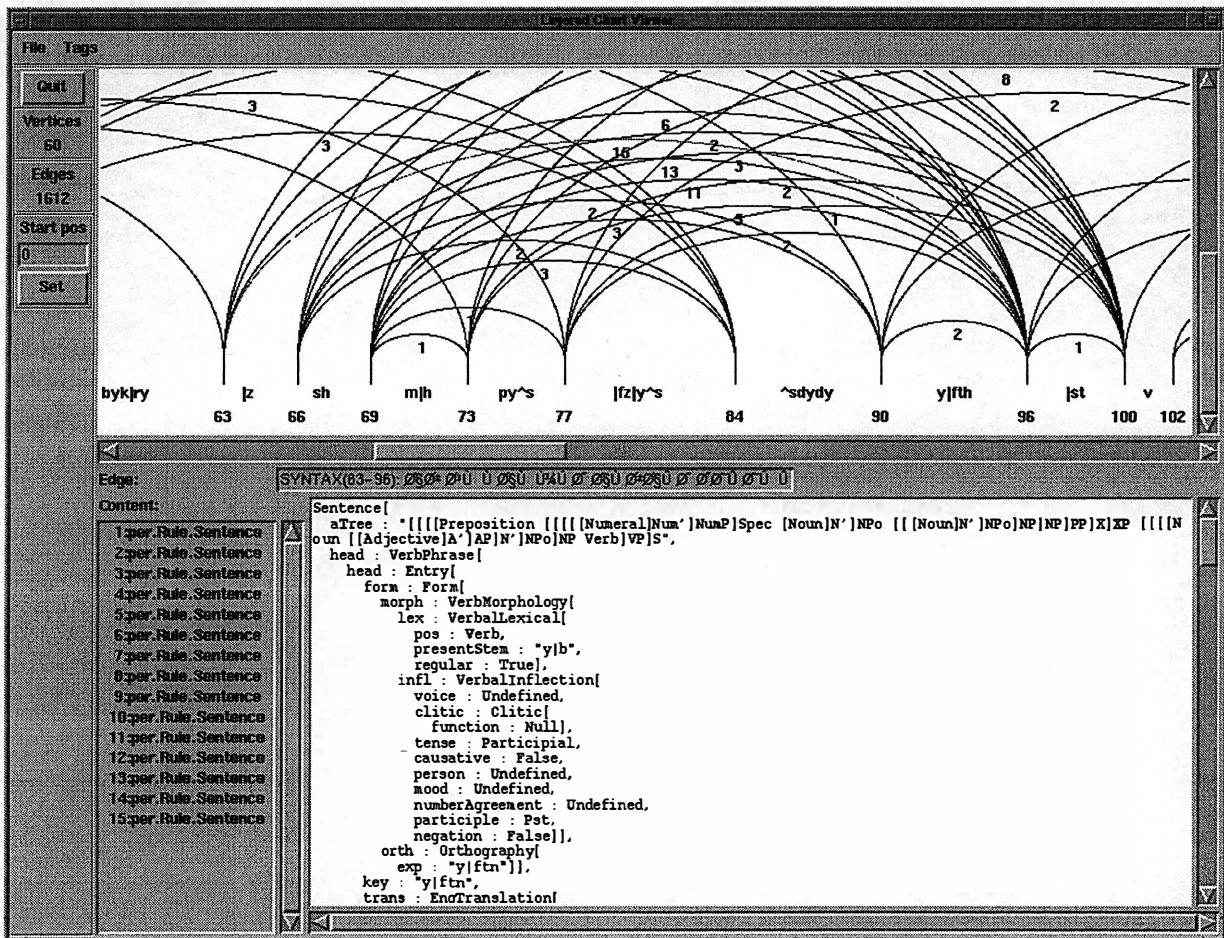 Layered Chart Viewer
File Tags
Quit
Vertices
60
Edges
1612
Start pos
0
Set
8
3
2
6
3
2
15
3
13
11
2
2
3
1
3
2
2
3
1
1
2
1
byk|ry |z sh m|h py^s |fz|y^s ^sdydy y|fth |st v
63 66 69 73 77 84 90 96 100 102
Edge:
SYNTAX(63-96):
Content:
1:per.Rule.Sentence
2:per.Rule.Sentence
3:per.Rule.Sentence
4:per.Rule.Sentence
5:per.Rule.Sentence
6:per.Rule.Sentence
7:per.Rule.Sentence
8:per.Rule.Sentence
9:per.Rule.Sentence
10:per.Rule.Sentence
11:per.Rule.Sentence
12:per.Rule.Sentence
13:per.Rule.Sentence
14:per.Rule.Sentence
15:per.Rule.Sentence
Sentence[
aTree : "[[[[Preposition [[[[[Numeral]Num']NumP]Spec [Noun]N']NPo [[[Noun]N']NPo]NP]NP]PP]X]XP [[[[N
oun [[Adjective]A']AP]N']NPo]NP Verb]VP]S",
head : VerbPhrase[
head : Entry[
form : Form[
morph : VerbMorphology[
lex : VerbalLexical[
pos : Verb,
presentStem : "y|b",
regular : True],
infl : VerbalInflection[
voice : Undefined,
clitic : Clitic[
function : Null],
tense : Participial,
causative : False,
person : Undefined,
mood : Undefined,
numberAgreement : Undefined,
participle : Pst,
negation : False]],
orth : Orthography[
exp : "y|ftn"]],
key : "y|ftn",
trans : EngTranslation[